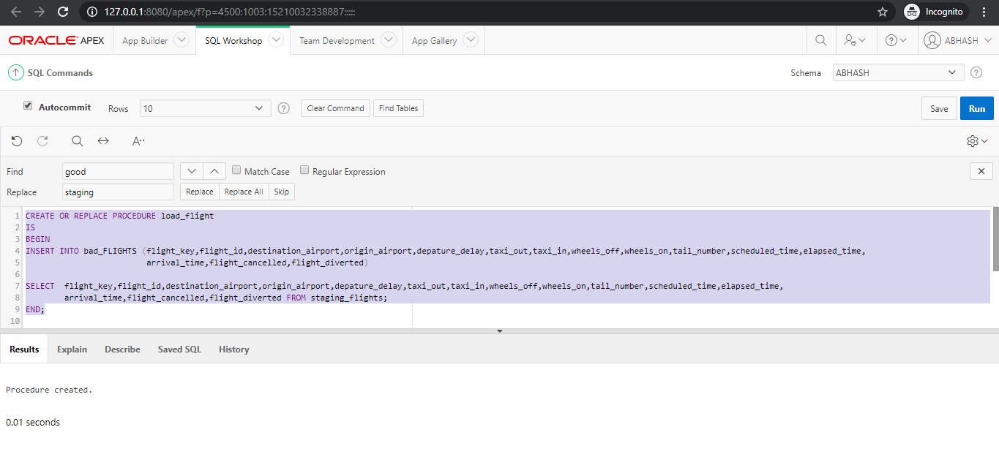 127.0.0.1:8080/apex/f?p=4500:1003:15210032338887::::: Incognito
ORACLE APEX App Builder SQL Workshop Team Development App Gallery ABHASH
SQL Commands Schema ABHASH
Autocommit Rows 10 Clear Command Find Tables Save Run
A
Find good Match Case Regular Expression
Replace staging Replace Replace All Skip
1 CREATE OR REPLACE PROCEDURE load_flight
2 IS
3 BEGIN
4 INSERT INTO bad_FLIGHTS (flight_key,flight_id,destination_airport,origin_airport,depature_delay,taxi_out,taxi_in,wheels_off,wheels_on,tail_number,scheduled_time,elapsed_time,
5 arrival_time,flight_cancelled,flight_diverted)
6
7 SELECT flight_key,flight_id,destination_airport,origin_airport,depature_delay,taxi_out,taxi_in,wheels_off,wheels_on,tail_number,scheduled_time,elapsed_time,
8 arrival_time,flight_cancelled,flight_diverted FROM staging_flights;
9 END;
10
Results Explain Describe Saved SQL History
Procedure created.
0.01 seconds